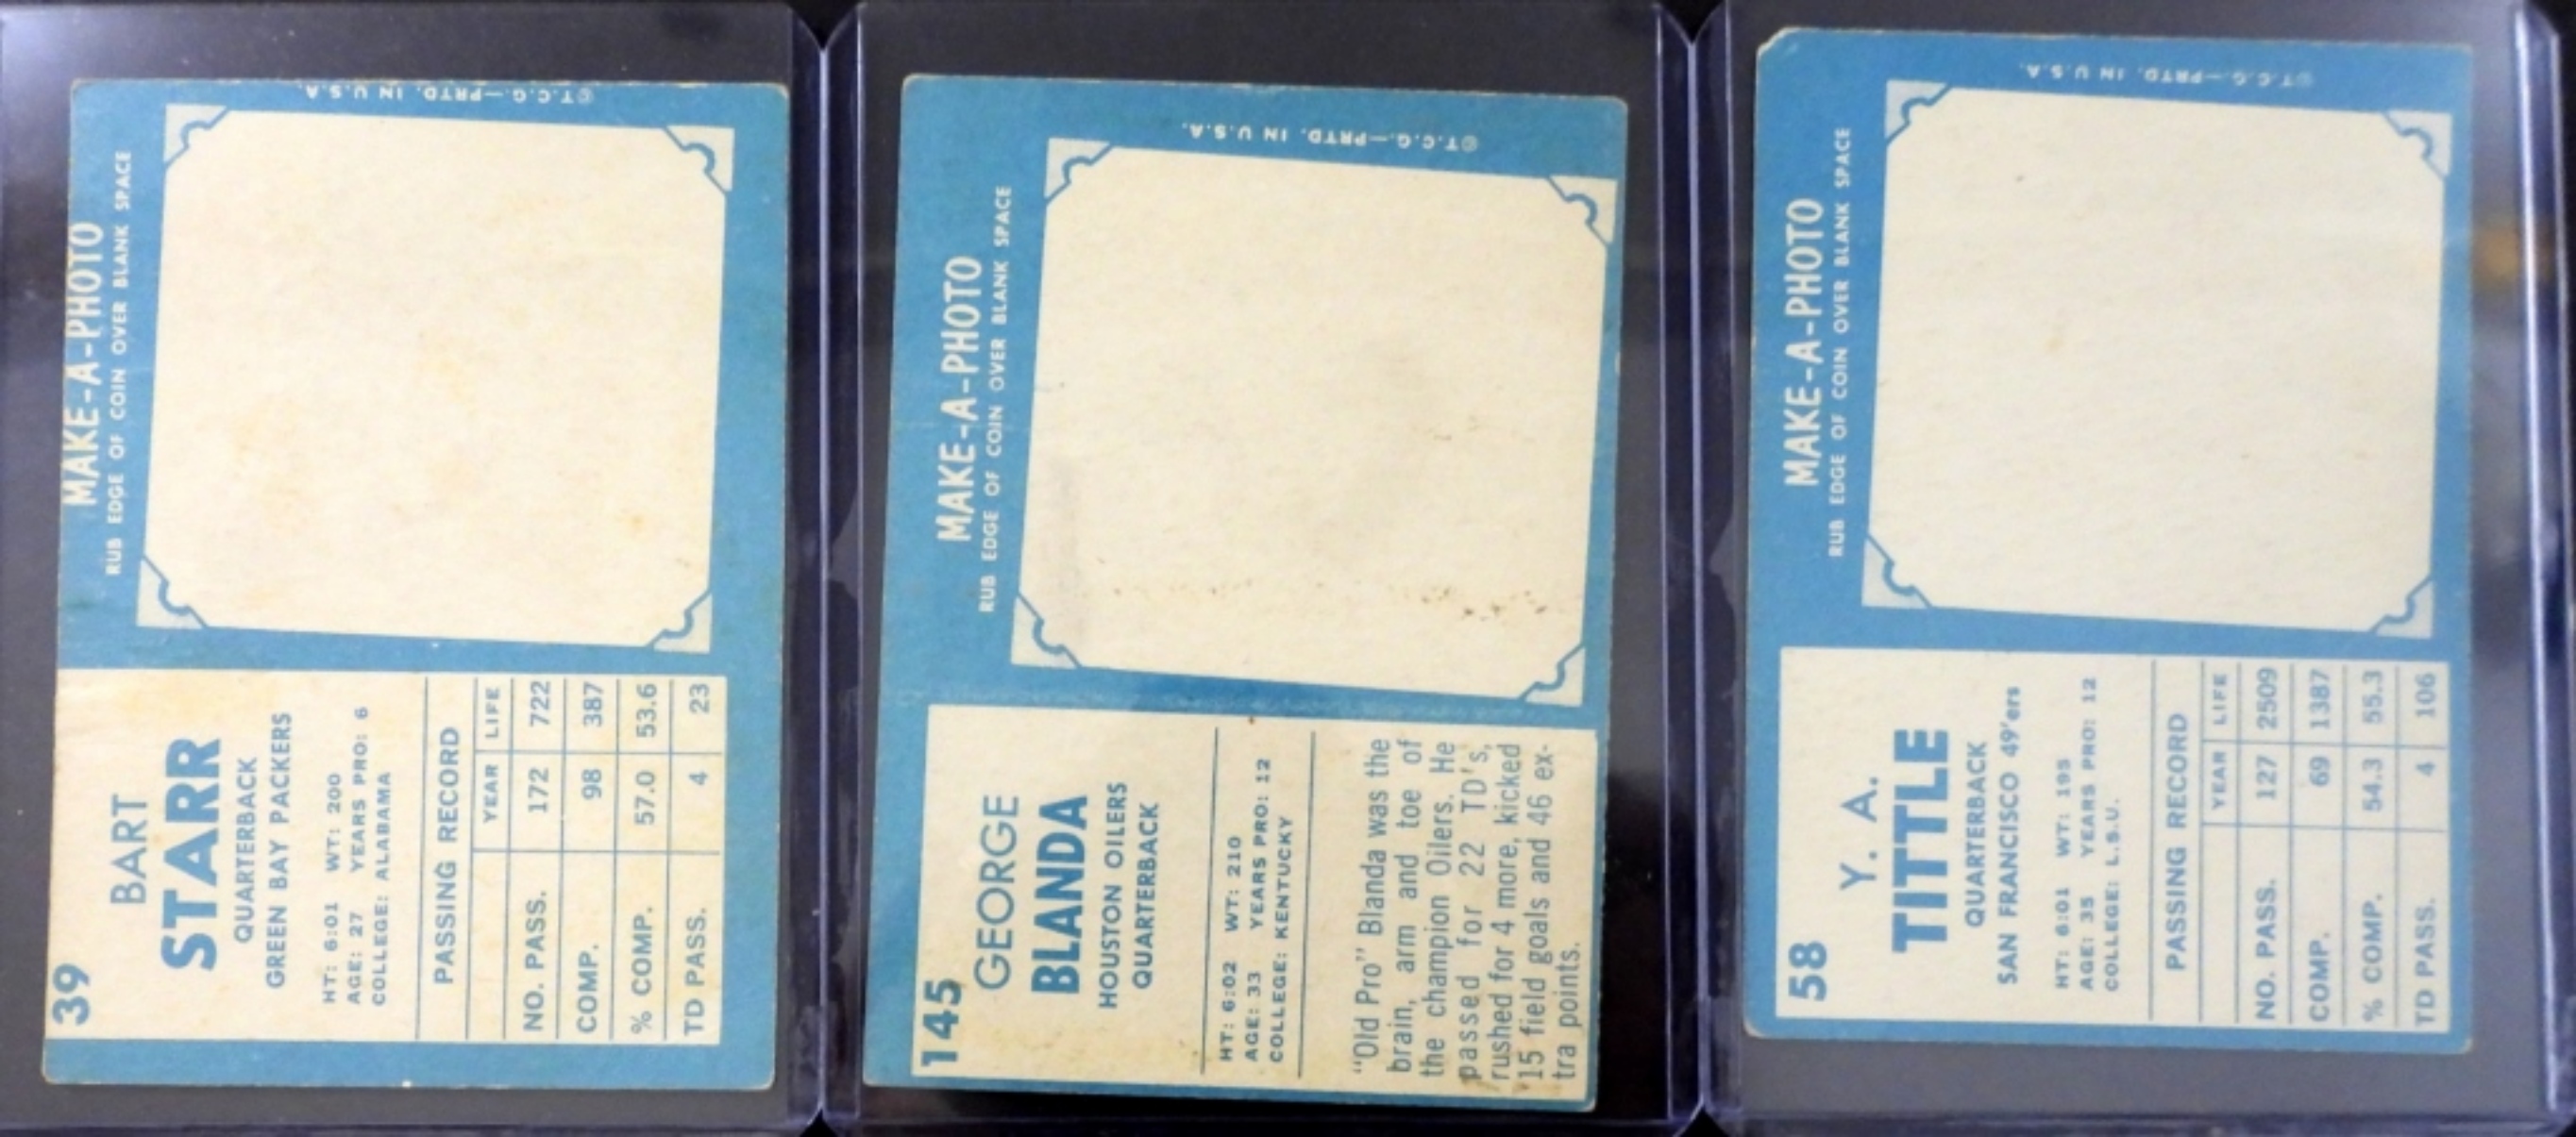 39
BART
STARR
QUARTERBACK
GREEN BAY PACKERS
HT: 6:01 WT: 200
AGE: 27 YEARS PRO: 6
COLLEGE: ALABAMA
PASSING RECORD
YEAR LIFE
NO. PASS. 172 722
COMP. 98 387
% COMP. 57.0 53.6
TD PASS. 4 23
MAKE-A-PHOTO
RUB EDGE OF COIN OVER BLANK SPACE
©T.C.G.—PRTD. IN U.S.A.
145
GEORGE
BLANDA
HOUSTON OILERS
QUARTERBACK
HT: 6:02 WT: 210
AGE: 33 YEARS PRO: 12
COLLEGE: KENTUCKY
"Old Pro" Blanda was the
brain, arm and toe of
the champion Oilers. He
passed for 22 TD's,
rushed for 4 more, kicked
15 field goals and 46 ex-
tra points.
MAKE-A-PHOTO
RUB EDGE OF COIN OVER BLANK SPACE
©T.C.G.—PRTD. IN U.S.A.
58
Y. A.
TITTLE
QUARTERBACK
SAN FRANCISCO 49'ers
HT: 6:01 WT: 195
AGE: 35 YEARS PRO: 12
COLLEGE: L.S.U.
PASSING RECORD
YEAR LIFE
NO. PASS. 127 2509
COMP. 69 1387
% COMP. 54.3 55.3
TD PASS. 4 106
MAKE-A-PHOTO
RUB EDGE OF COIN OVER BLANK SPACE
©T.C.G.—PRTD. IN U.S.A.